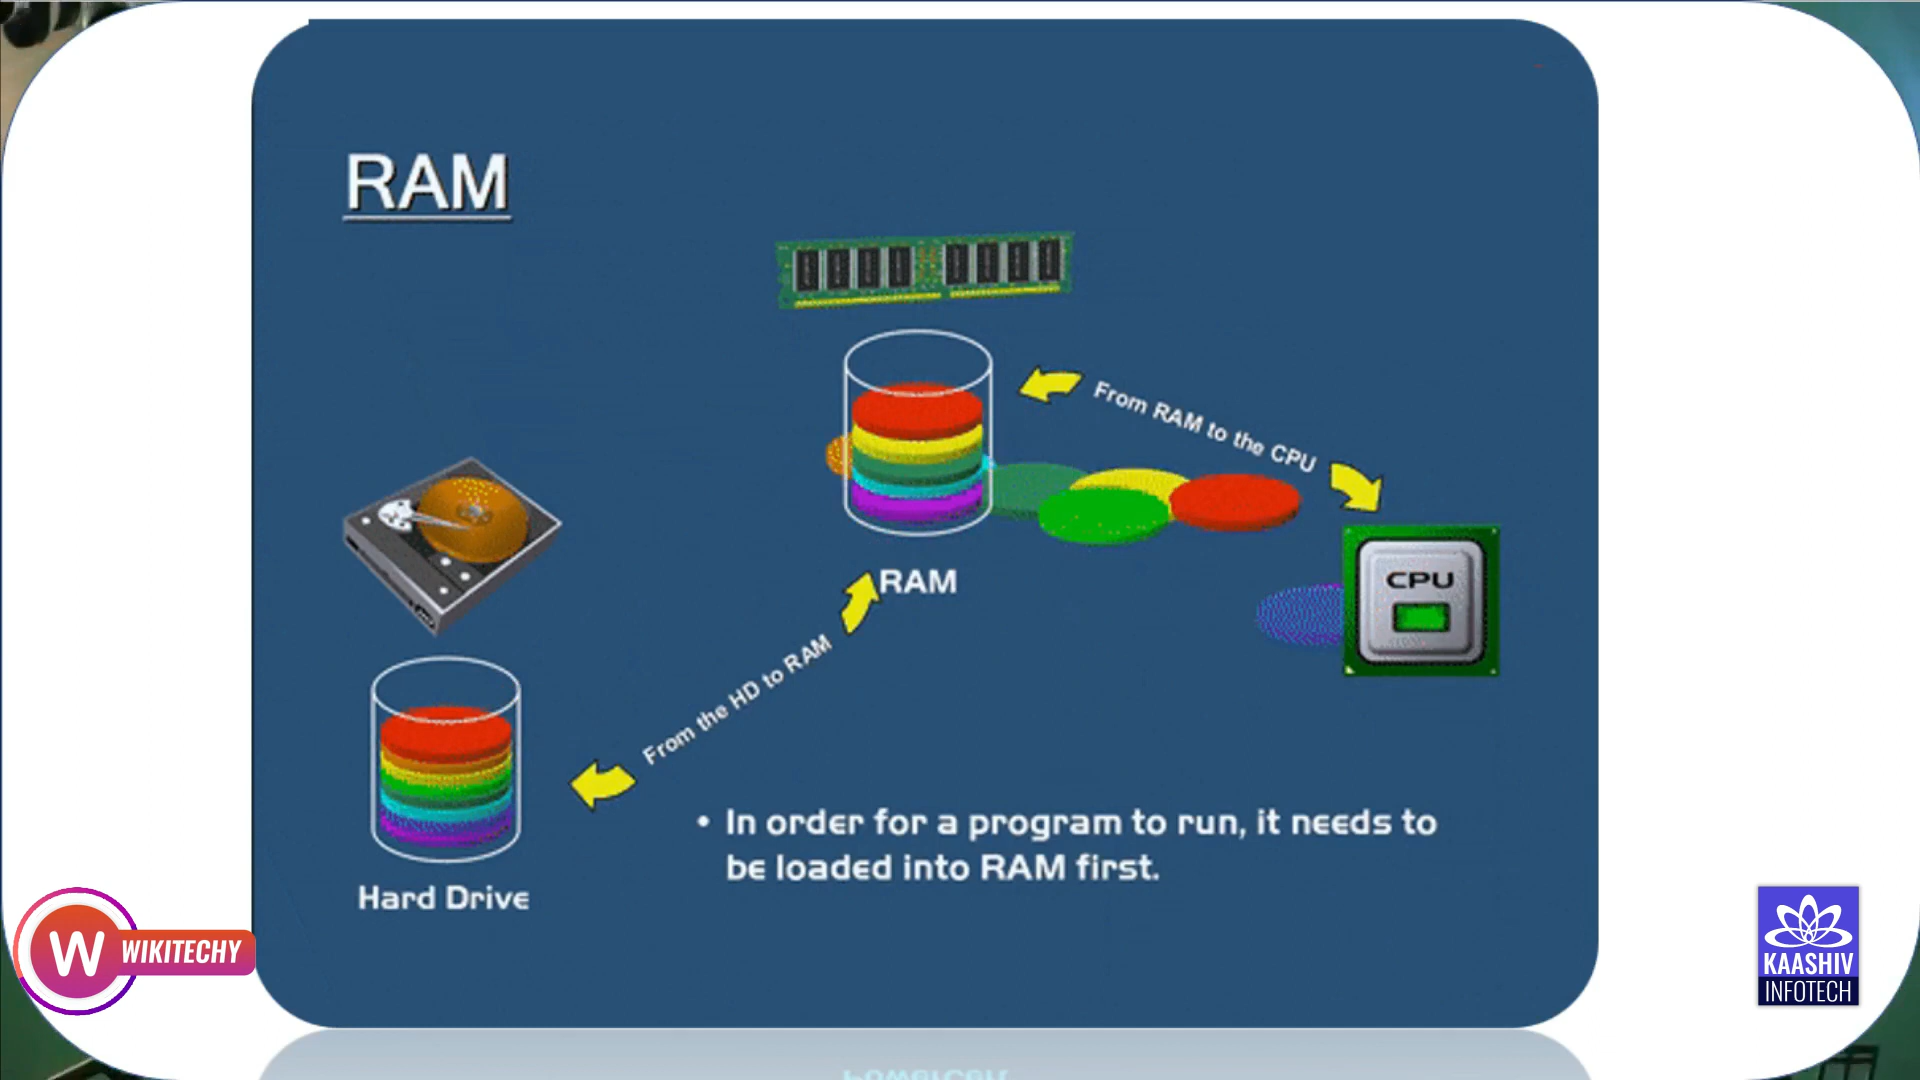 RAM
From RAM to the CPU
CPU
RAM
From the HD to RAM
• In order for a program to run, it needs to
be loaded into RAM first.
Hard Drive
W WIKITECHY
KAASHIV
INFOTECH